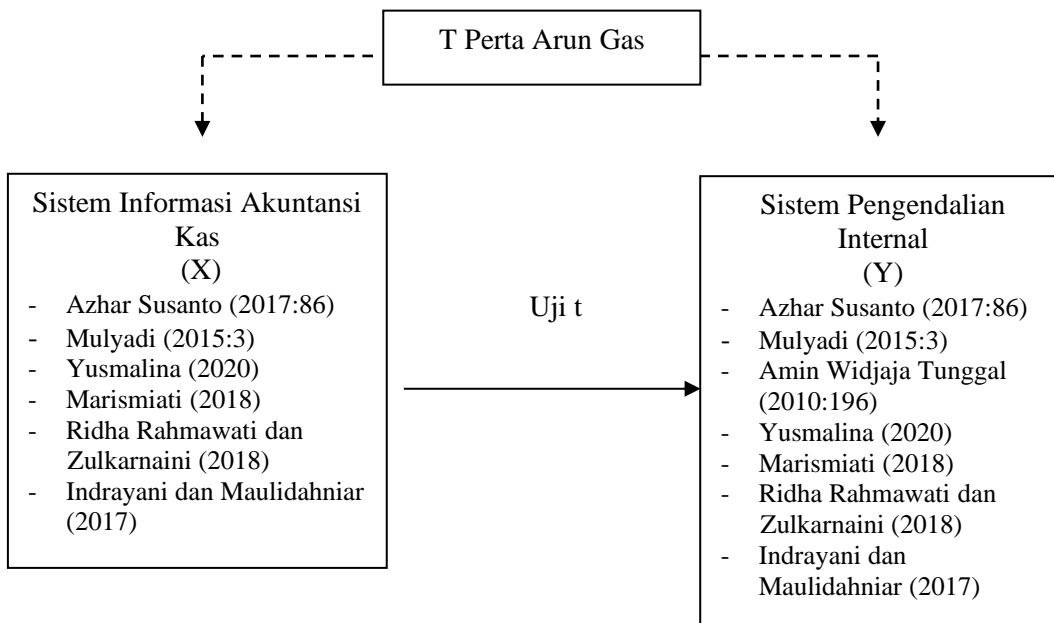 T Perta Arun Gas
Sistem Informasi Akuntansi
Kas
(X)
- Azhar Susanto (2017:86)
- Mulyadi (2015:3)
- Yusmalina (2020)
- Marismiati (2018)
- Ridha Rahmawati dan
Zulkarnaini (2018)
- Indrayani dan Maulidahniar
(2017)
Uji t
Sistem Pengendalian
Internal
(Y)
- Azhar Susanto (2017:86)
- Mulyadi (2015:3)
- Amin Widjaja Tunggal
(2010:196)
- Yusmalina (2020)
- Marismiati (2018)
- Ridha Rahmawati dan
Zulkarnaini (2018)
- Indrayani dan
Maulidahniar (2017)